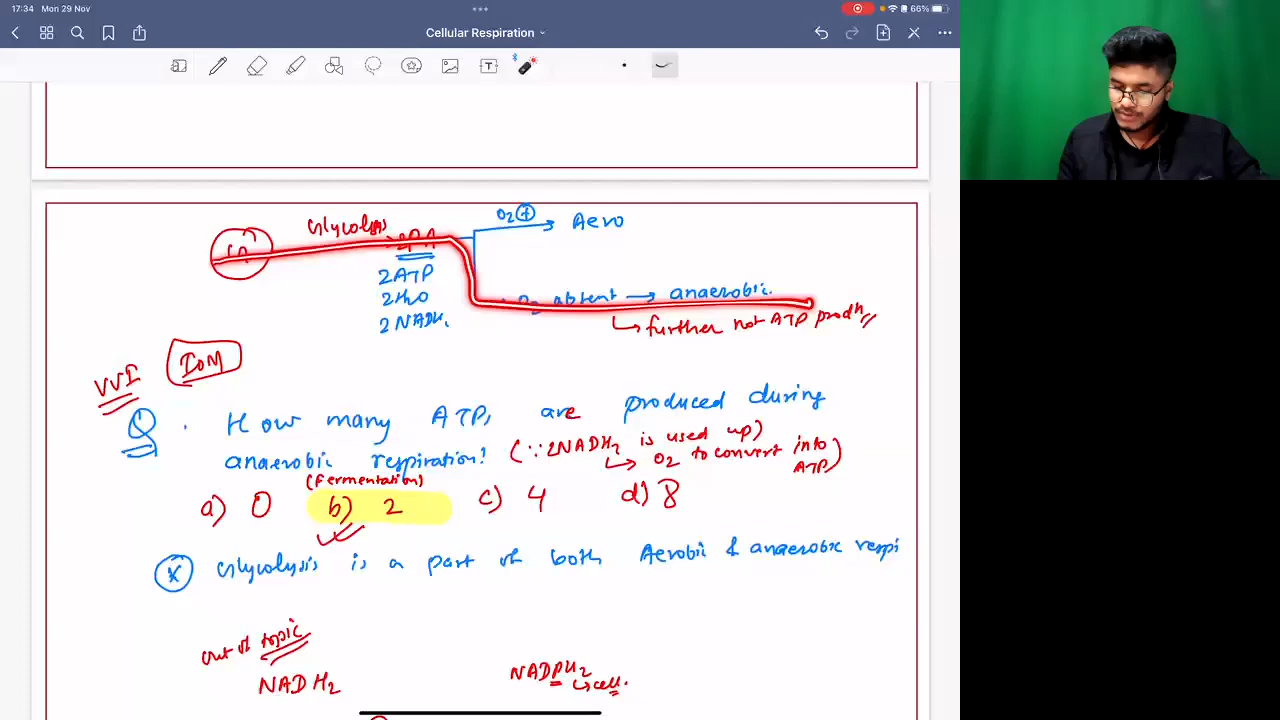 17:34 Mon 29 Nov
66%
Cellular Respiration
T
Glycolysis
O2 +
Aero
2PA
2ATP
2H2O
2 NADH2
O2 absent → anaerobic
further not ATP prodn
IOM
VVI
Q. How many ATP, are produced during
anaerobic respiration? (∵ 2NADH2 is used up)
O2 to convert into
ATP)
(Fermentation)
a) 0 b) 2 c) 4 d) 8
Glycolysis is a part of both Aerobic & anaerobic respi
out of topic
NADH2
NADPH2
cell.